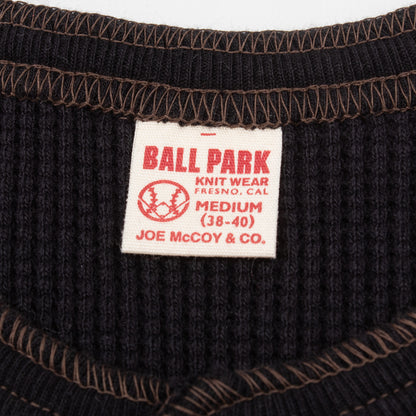 BALL PARK
KNIT WEAR
FRESNO, CAL
MEDIUM
(38-40)
JOE McCOY & CO.